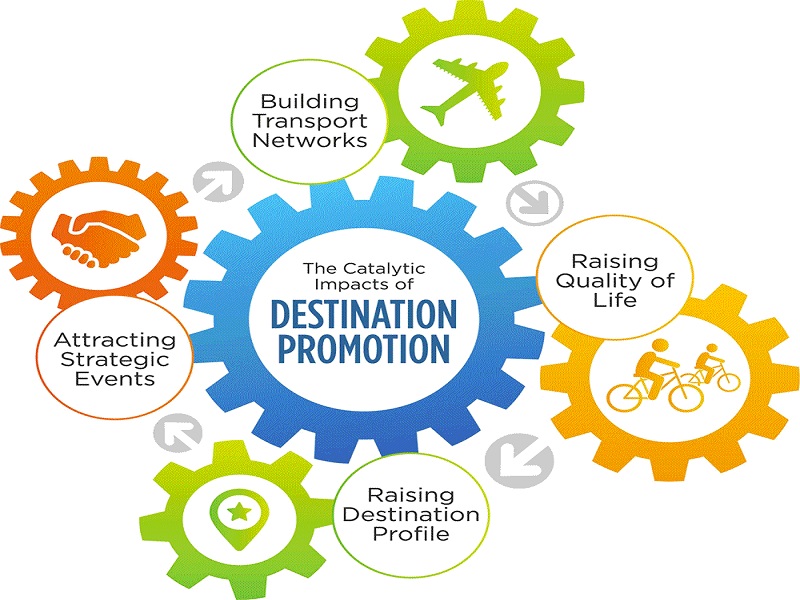 Building
Transport
Networks
The Catalytic
Impacts of
DESTINATION
PROMOTION
Raising
Quality of
Life
Attracting
Strategic
Events
Raising
Destination
Profile